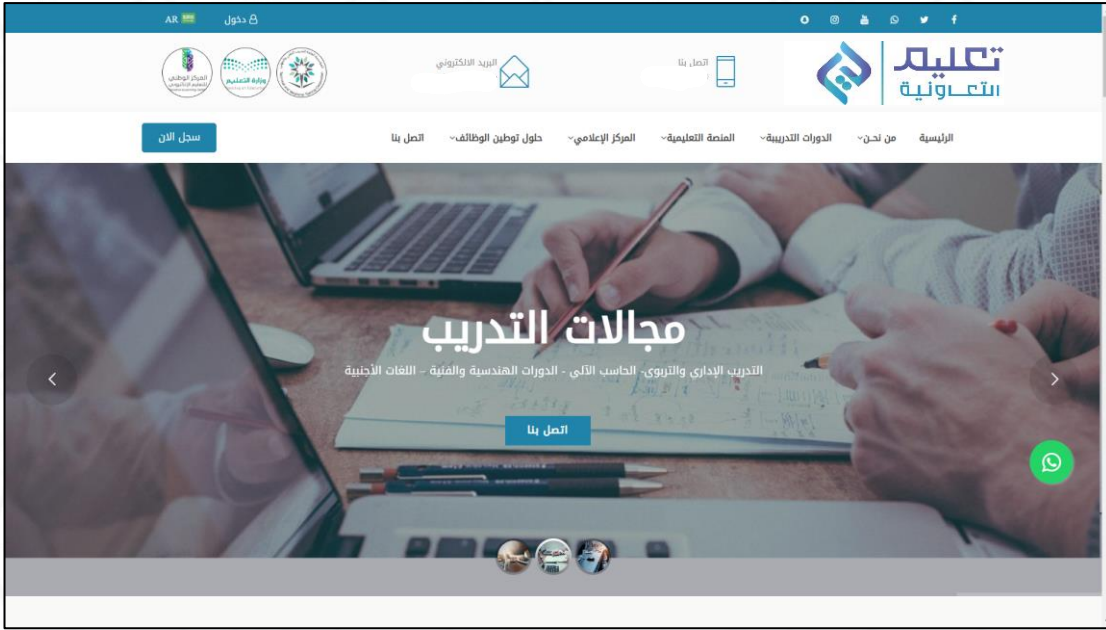 دخول
AR
تعليم
التعاونية
اتصل بنا
البريد الالكتروني
وزارة التعليم
المركز الوطني
للتعليم الإلكتروني
الرئيسية
من نحن
الدورات التدريبية
المنصة التعليمية
المركز الإعلامي
حلول توطين الوظائف
اتصل بنا
سجل الان
مجالات التدريب
التدريب الإداري والتربوي- الحاسب الآلي - الدورات الهندسية والفنية – اللغات الأجنبية
اتصل بنا